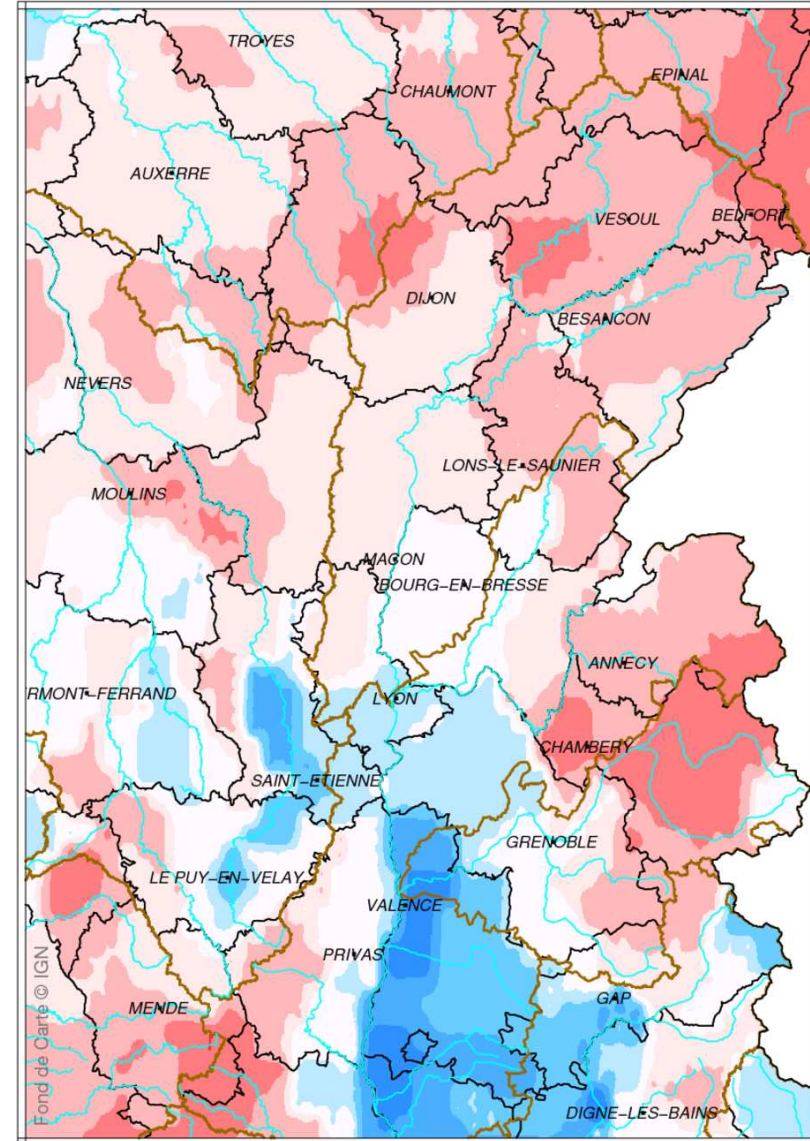 TROYES
EPINAL
CHAUMONT
AUXERRE
VESOUL
BELFORT
DIJON
BESANCON
NEVERS
LONS-LE-SAUNIER
MOULINS
MACON
BOURG-EN-BRESSE
ANNECY
RMONT-FERRAND
LYON
CHAMBERY
SAINT-ETIENNE
GRENOBLE
LE PUY-EN-VELAY
VALENCE
PRIVAS
GAP
MENDE
DIGNE-LES-BAINS
Fond de Carte © IGN